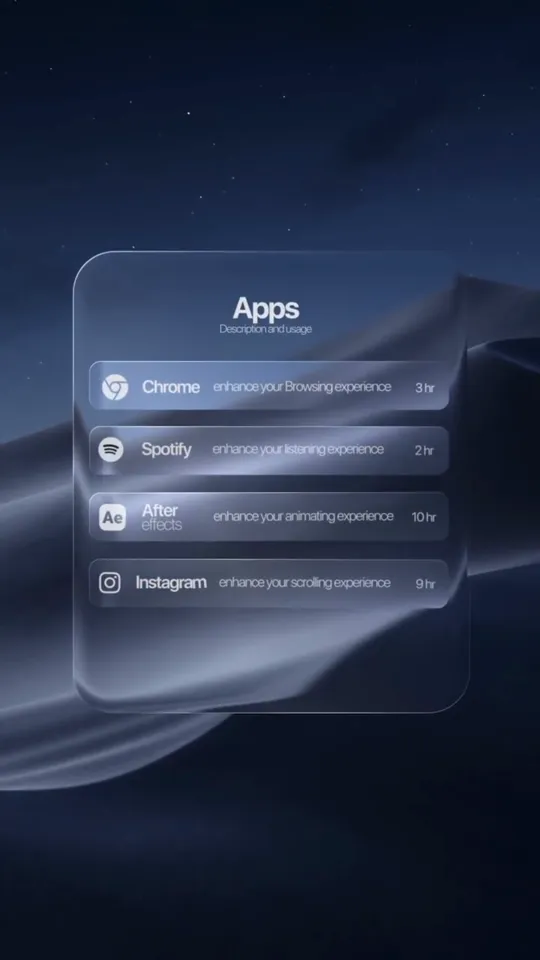 Apps
Description and usage
Chrome enhance your Browsing experience 3 hr
Spotify enhance your listening experience 2 hr
Ae After effects enhance your animating experience 10 hr
Instagram enhance your scrolling experience 9 hr